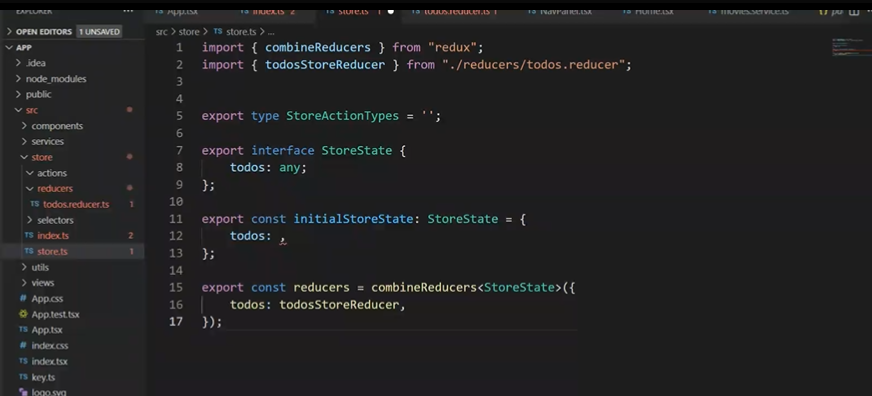 EXPLORER
App.tsx
index.ts 2
store.ts 1
todos.reducer.ts 1
NavPanel.tsx
Home.tsx
movies.service.ts
OPEN EDITORS 1 UNSAVED
APP
.idea
node_modules
public
src
components
services
store
actions
reducers
TS todos.reducer.ts 1
selectors
TS index.ts 2
TS store.ts 1
utils
views
# App.css
App.test.tsx
TS App.tsx
# index.css
TS index.tsx
TS key.ts
logo.svg
src > store > TS store.ts > ...
1 import { combineReducers } from "redux";
2 import { todosStoreReducer } from "./reducers/todos.reducer";
3
4
5 export type StoreActionTypes = '';
6
7 export interface StoreState {
8 todos: any;
9 };
10
11 export const initialStoreState: StoreState = {
12 todos: ,
13 };
14
15 export const reducers = combineReducers<StoreState>({
16 todos: todosStoreReducer,
17 });